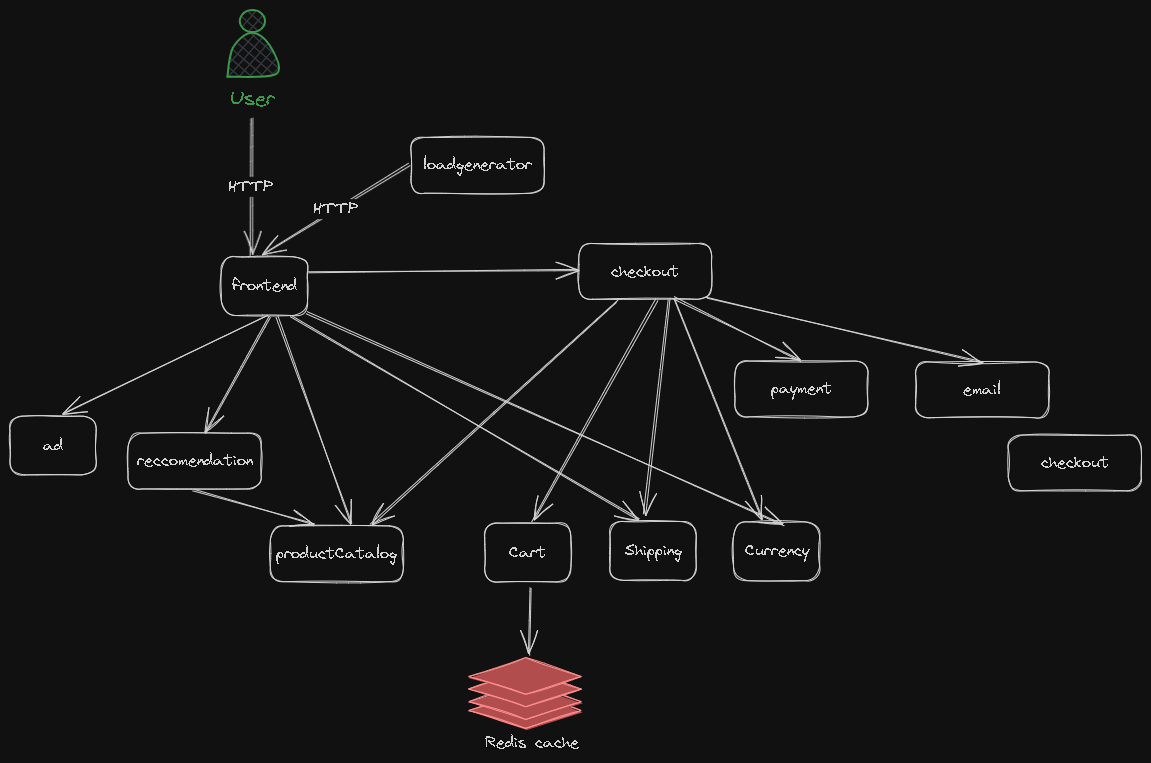 User
HTTP
loadgenerator
HTTP
frontend
checkout
payment
email
ad
reccomendation
checkout
productCatalog
Cart
Shipping
Currency
Redis cache